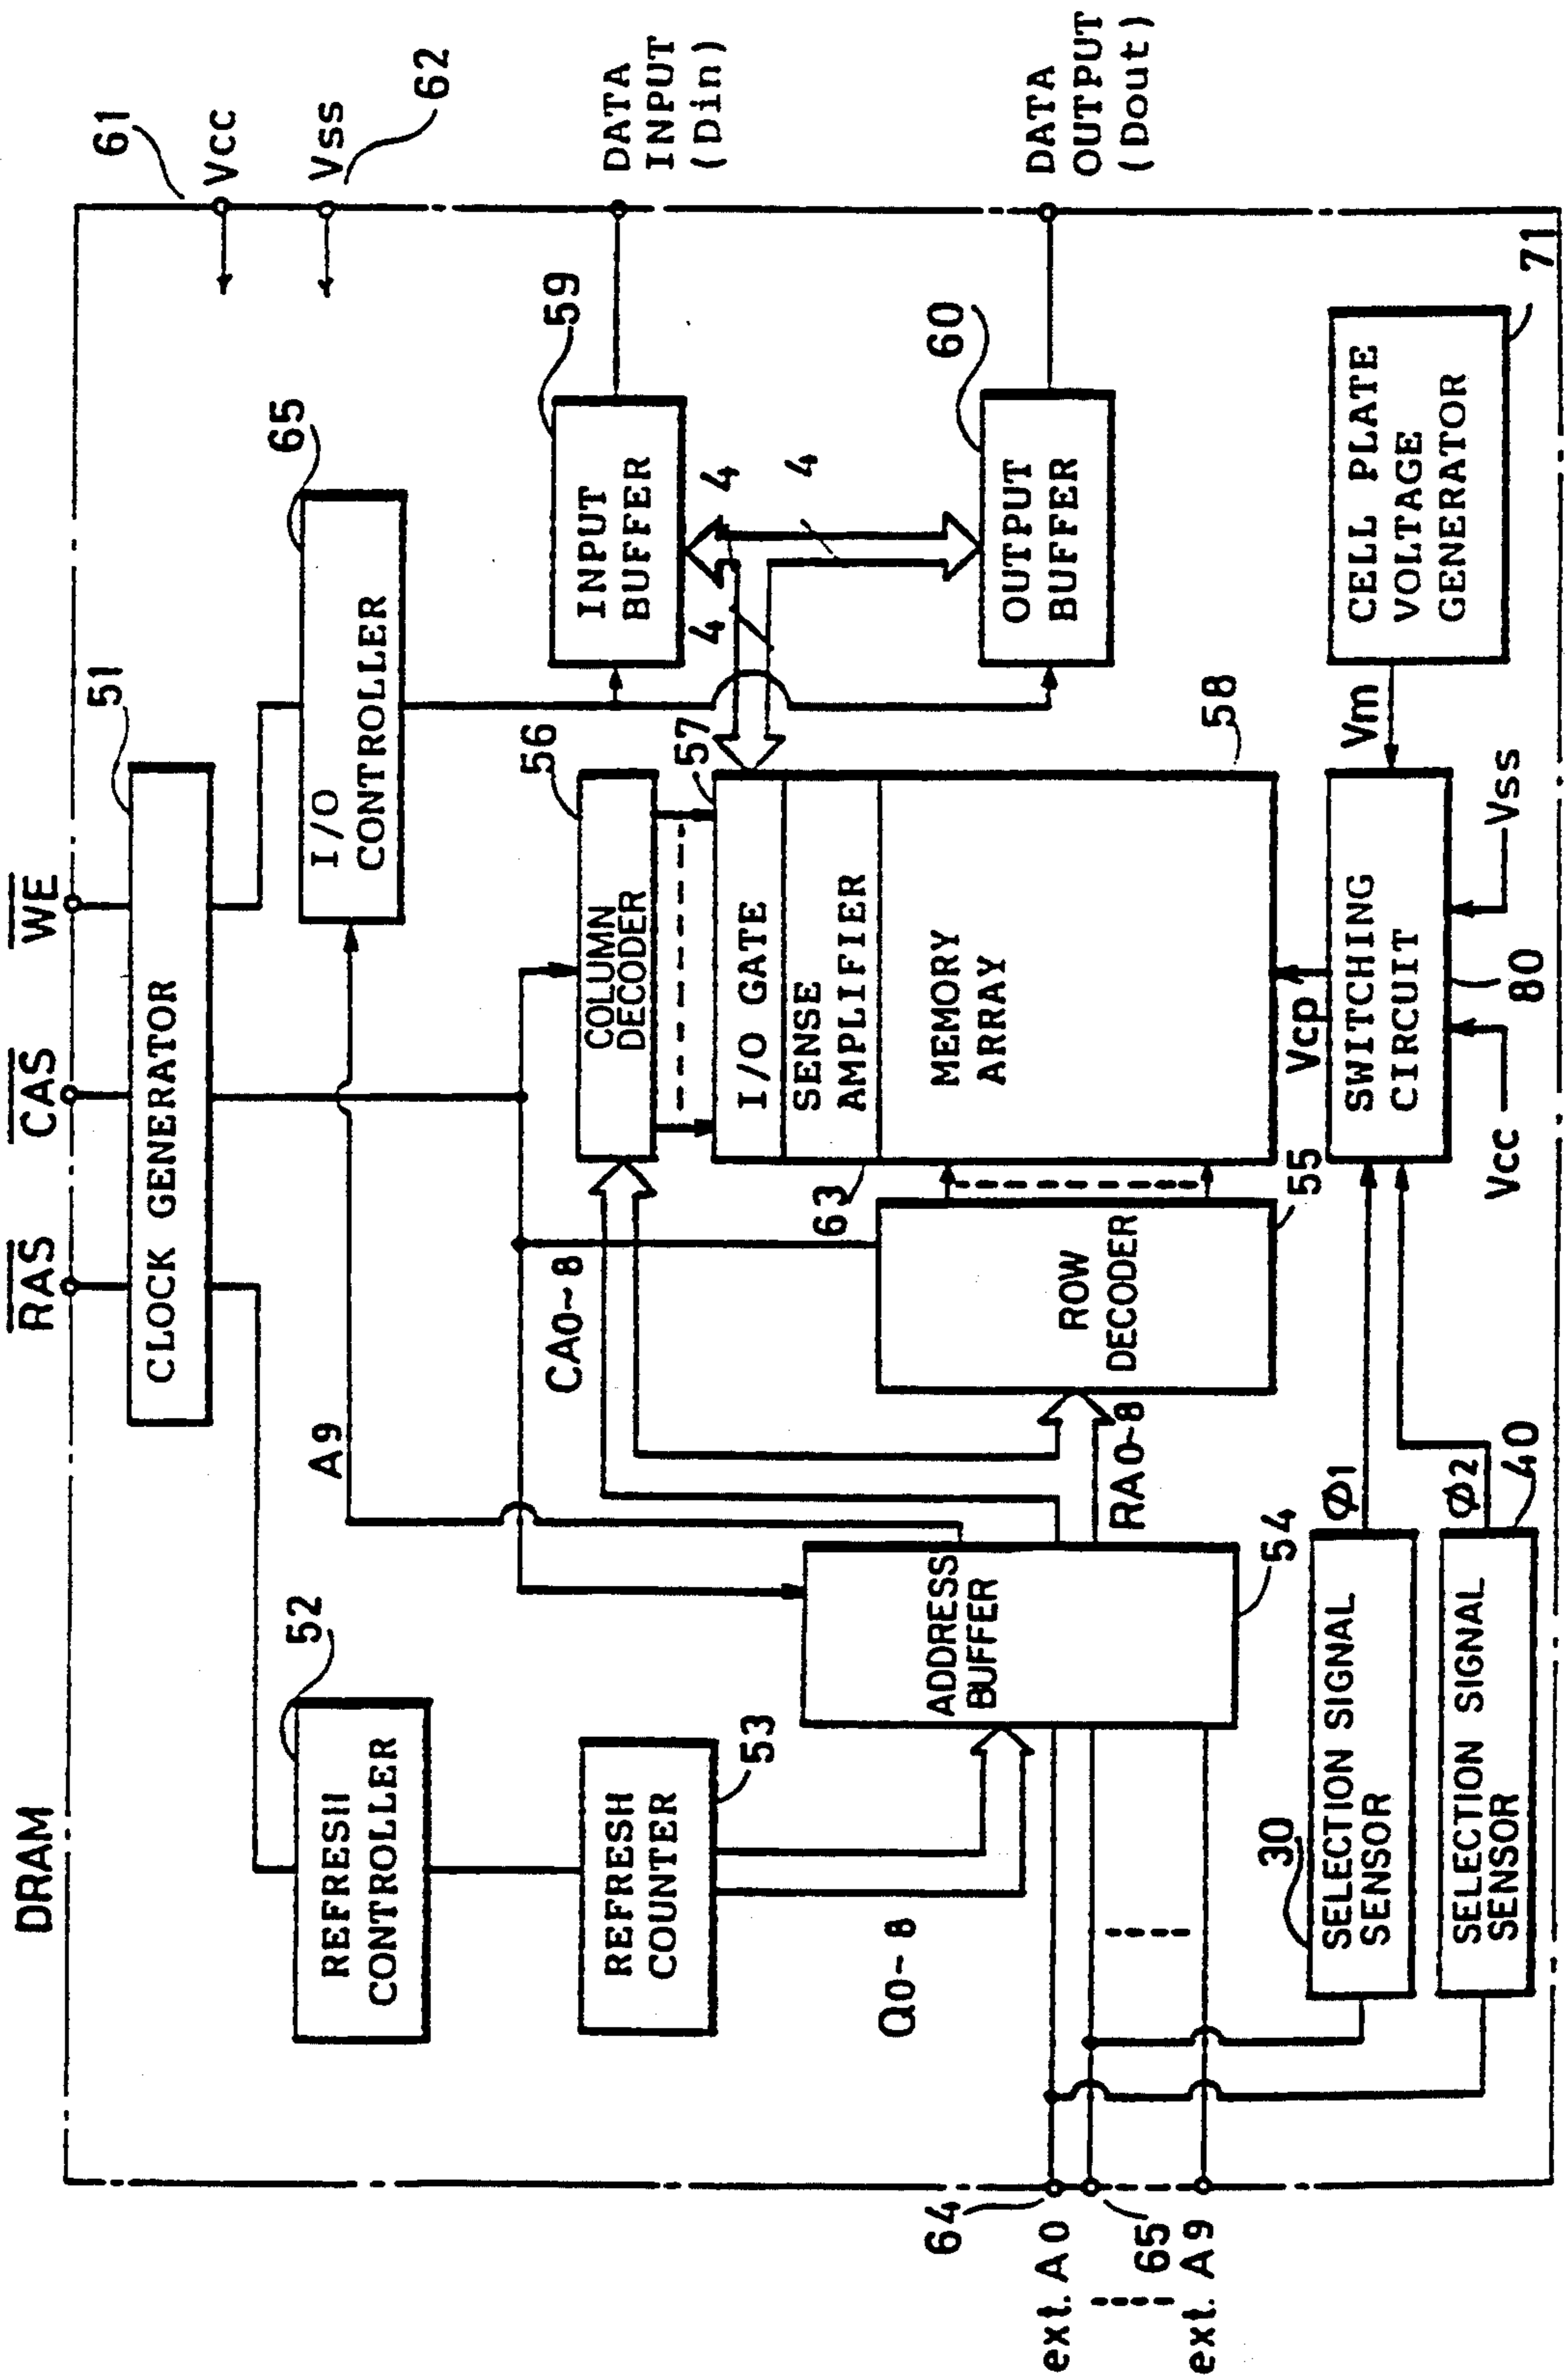 DRAM
RAS
CAS
WE
61
Vcc
Vss
62
51
CLOCK GENERATOR
52
REFRESH
CONTROLLER
A9
I/O
CONTROLLER
65
REFRESH
COUNTER
53
CA0~8
COLUMN
DECODER
56
INPUT
BUFFER
59
DATA
INPUT
(Din)
Q0~8
ADDRESS
BUFFER
54
RA0~8
ROW
DECODER
55
63
57
I/O GATE
SENSE
AMPLIFIER
MEMORY
ARRAY
58
4
4
4
OUTPUT
BUFFER
60
DATA
OUTPUT
(Dout)
64
ext. A0
65
ext. A9
30
SELECTION SIGNAL
SENSOR
Ø1
SELECTION SIGNAL
SENSOR
Ø2
40
Vcp
SWITCHING
CIRCUIT
80
Vcc
Vss
Vm
CELL PLATE
VOLTAGE
GENERATOR
71